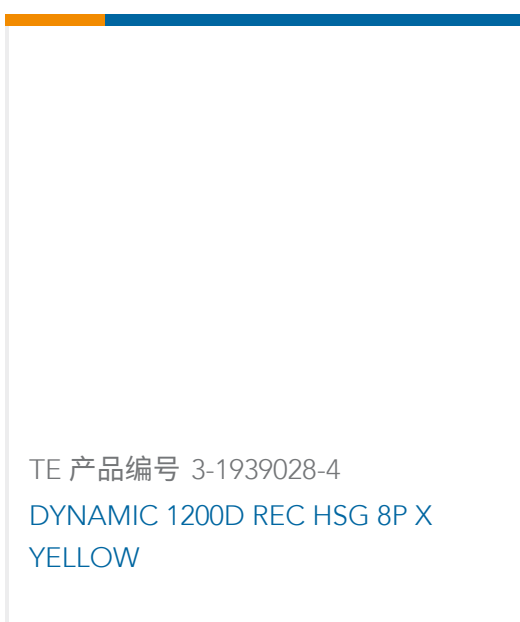 TE 产品编号 3-1939028-4
DYNAMIC 1200D REC HSG 8P X
YELLOW